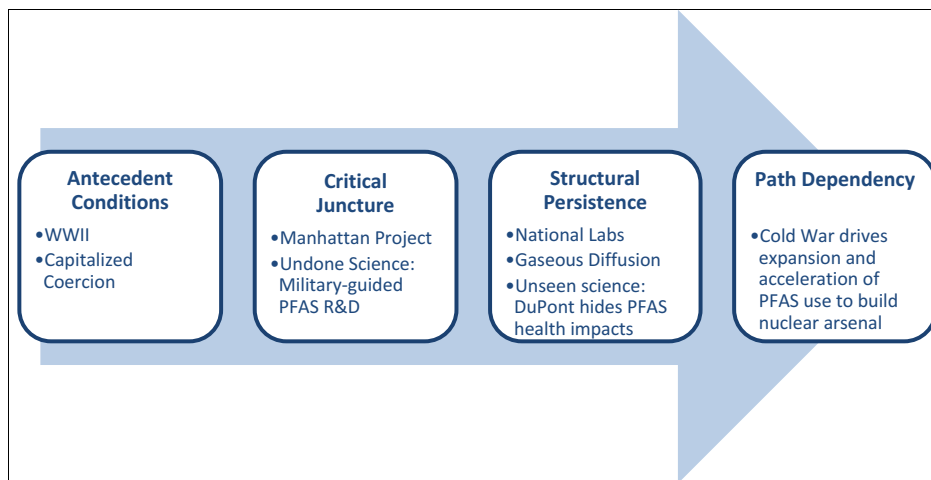 Antecedent
Conditions
•WWII
•Capitalized
Coercion
Critical
Juncture
•Manhattan Project
•Undone Science:
Military-guided
PFAS R&D
Structural
Persistence
•National Labs
•Gaseous Diffusion
•Unseen science:
DuPont hides PFAS
health impacts
Path Dependency
•Cold War drives
expansion and
acceleration of
PFAS use to build
nuclear arsenal